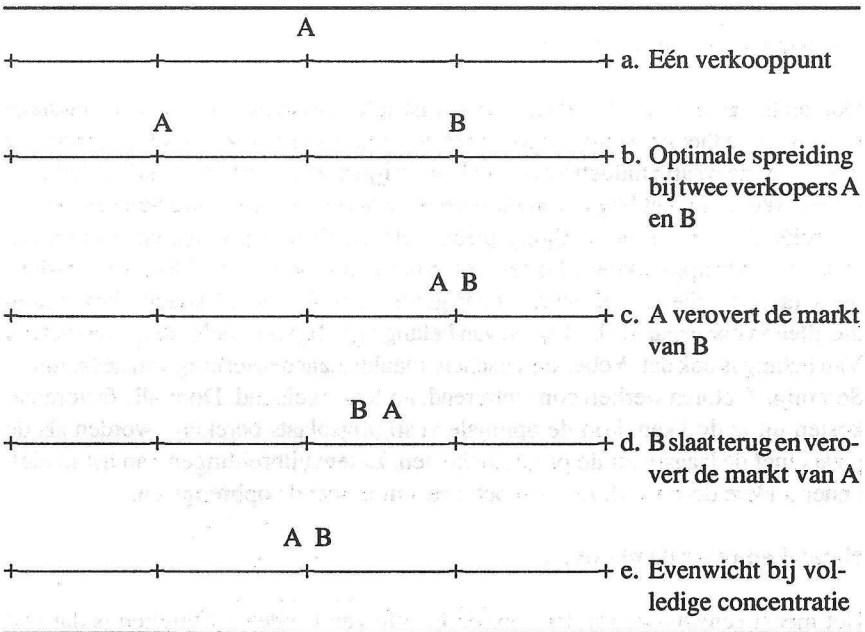 A
a. Eén verkooppunt
A B
b. Optimale spreiding
bij twee verkopers A
en B
A B
c. A verovert de markt
van B
B A
d. B slaat terug en vero-
vert de markt van A
A B
e. Evenwicht bij vol-
ledige concentratie